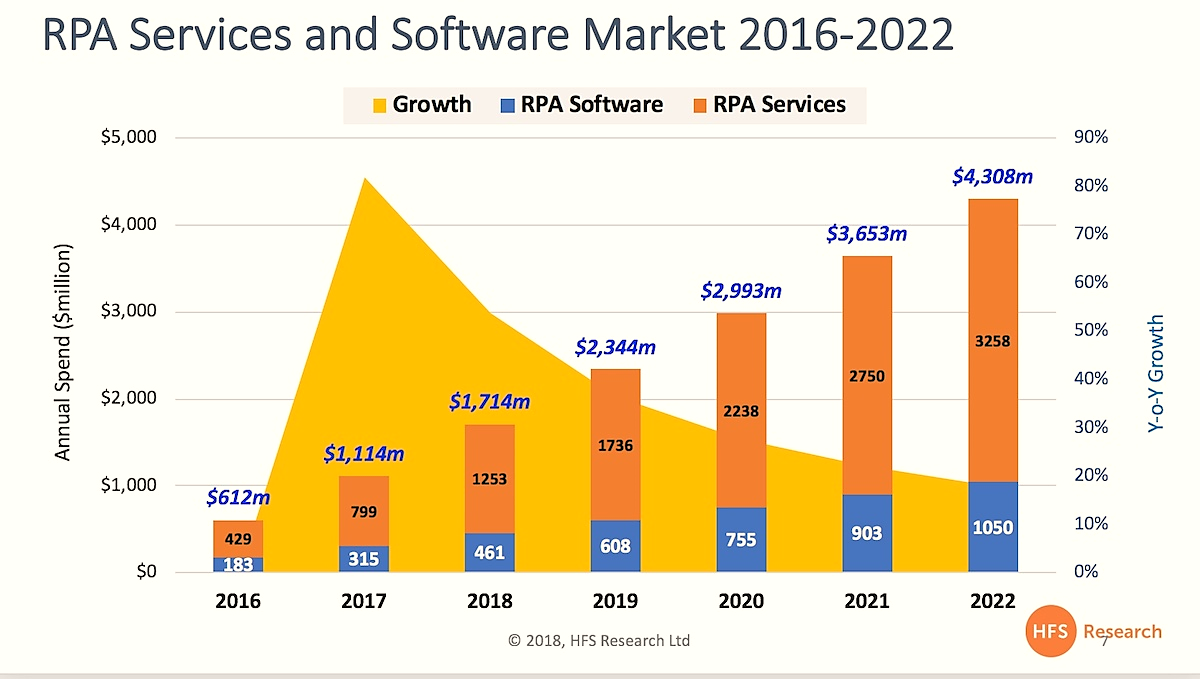 RPA Services and Software Market 2016-2022
Growth RPA Software RPA Services
$5,000
$4,000
$3,000
$2,000
$1,000
$0
Annual Spend ($million)
90%
80%
70%
60%
50%
40%
30%
20%
10%
0%
Y-o-Y Growth
$612m
429
183
$1,114m
799
315
$1,714m
1253
461
$2,344m
1736
608
$2,993m
2238
755
$3,653m
2750
903
$4,308m
3258
1050
2016 2017 2018 2019 2020 2021 2022
© 2018, HFS Research Ltd
HFS Research
7